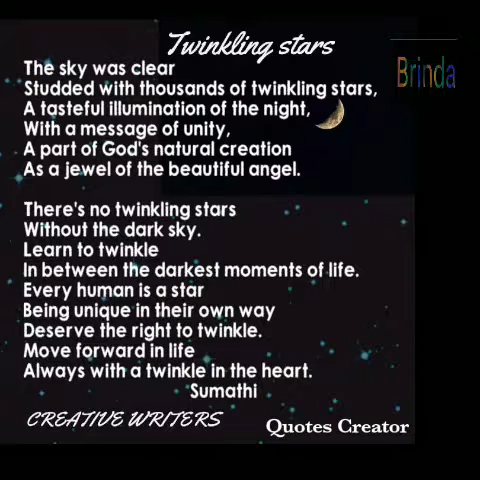 Twinkling stars
Brinda
The sky was clear
Studded with thousands of twinkling stars,
A tasteful illumination of the night,
With a message of unity,
A part of God's natural creation
As a jewel of the beautiful angel.
There's no twinkling stars
Without the dark sky.
Learn to twinkle
In between the darkest moments of life.
Every human is a star
Being unique in their own way
Deserve the right to twinkle.
Move forward in life
Always with a twinkle in the heart.
Sumathi
CREATIVE WRITERS
Quotes Creator